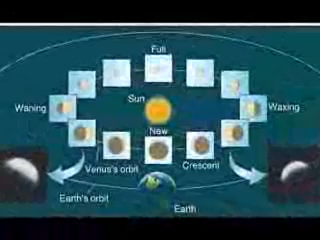 Full
Sun
Waning
Waxing
New
Venus's orbit
Crescent
Earth's orbit
Earth